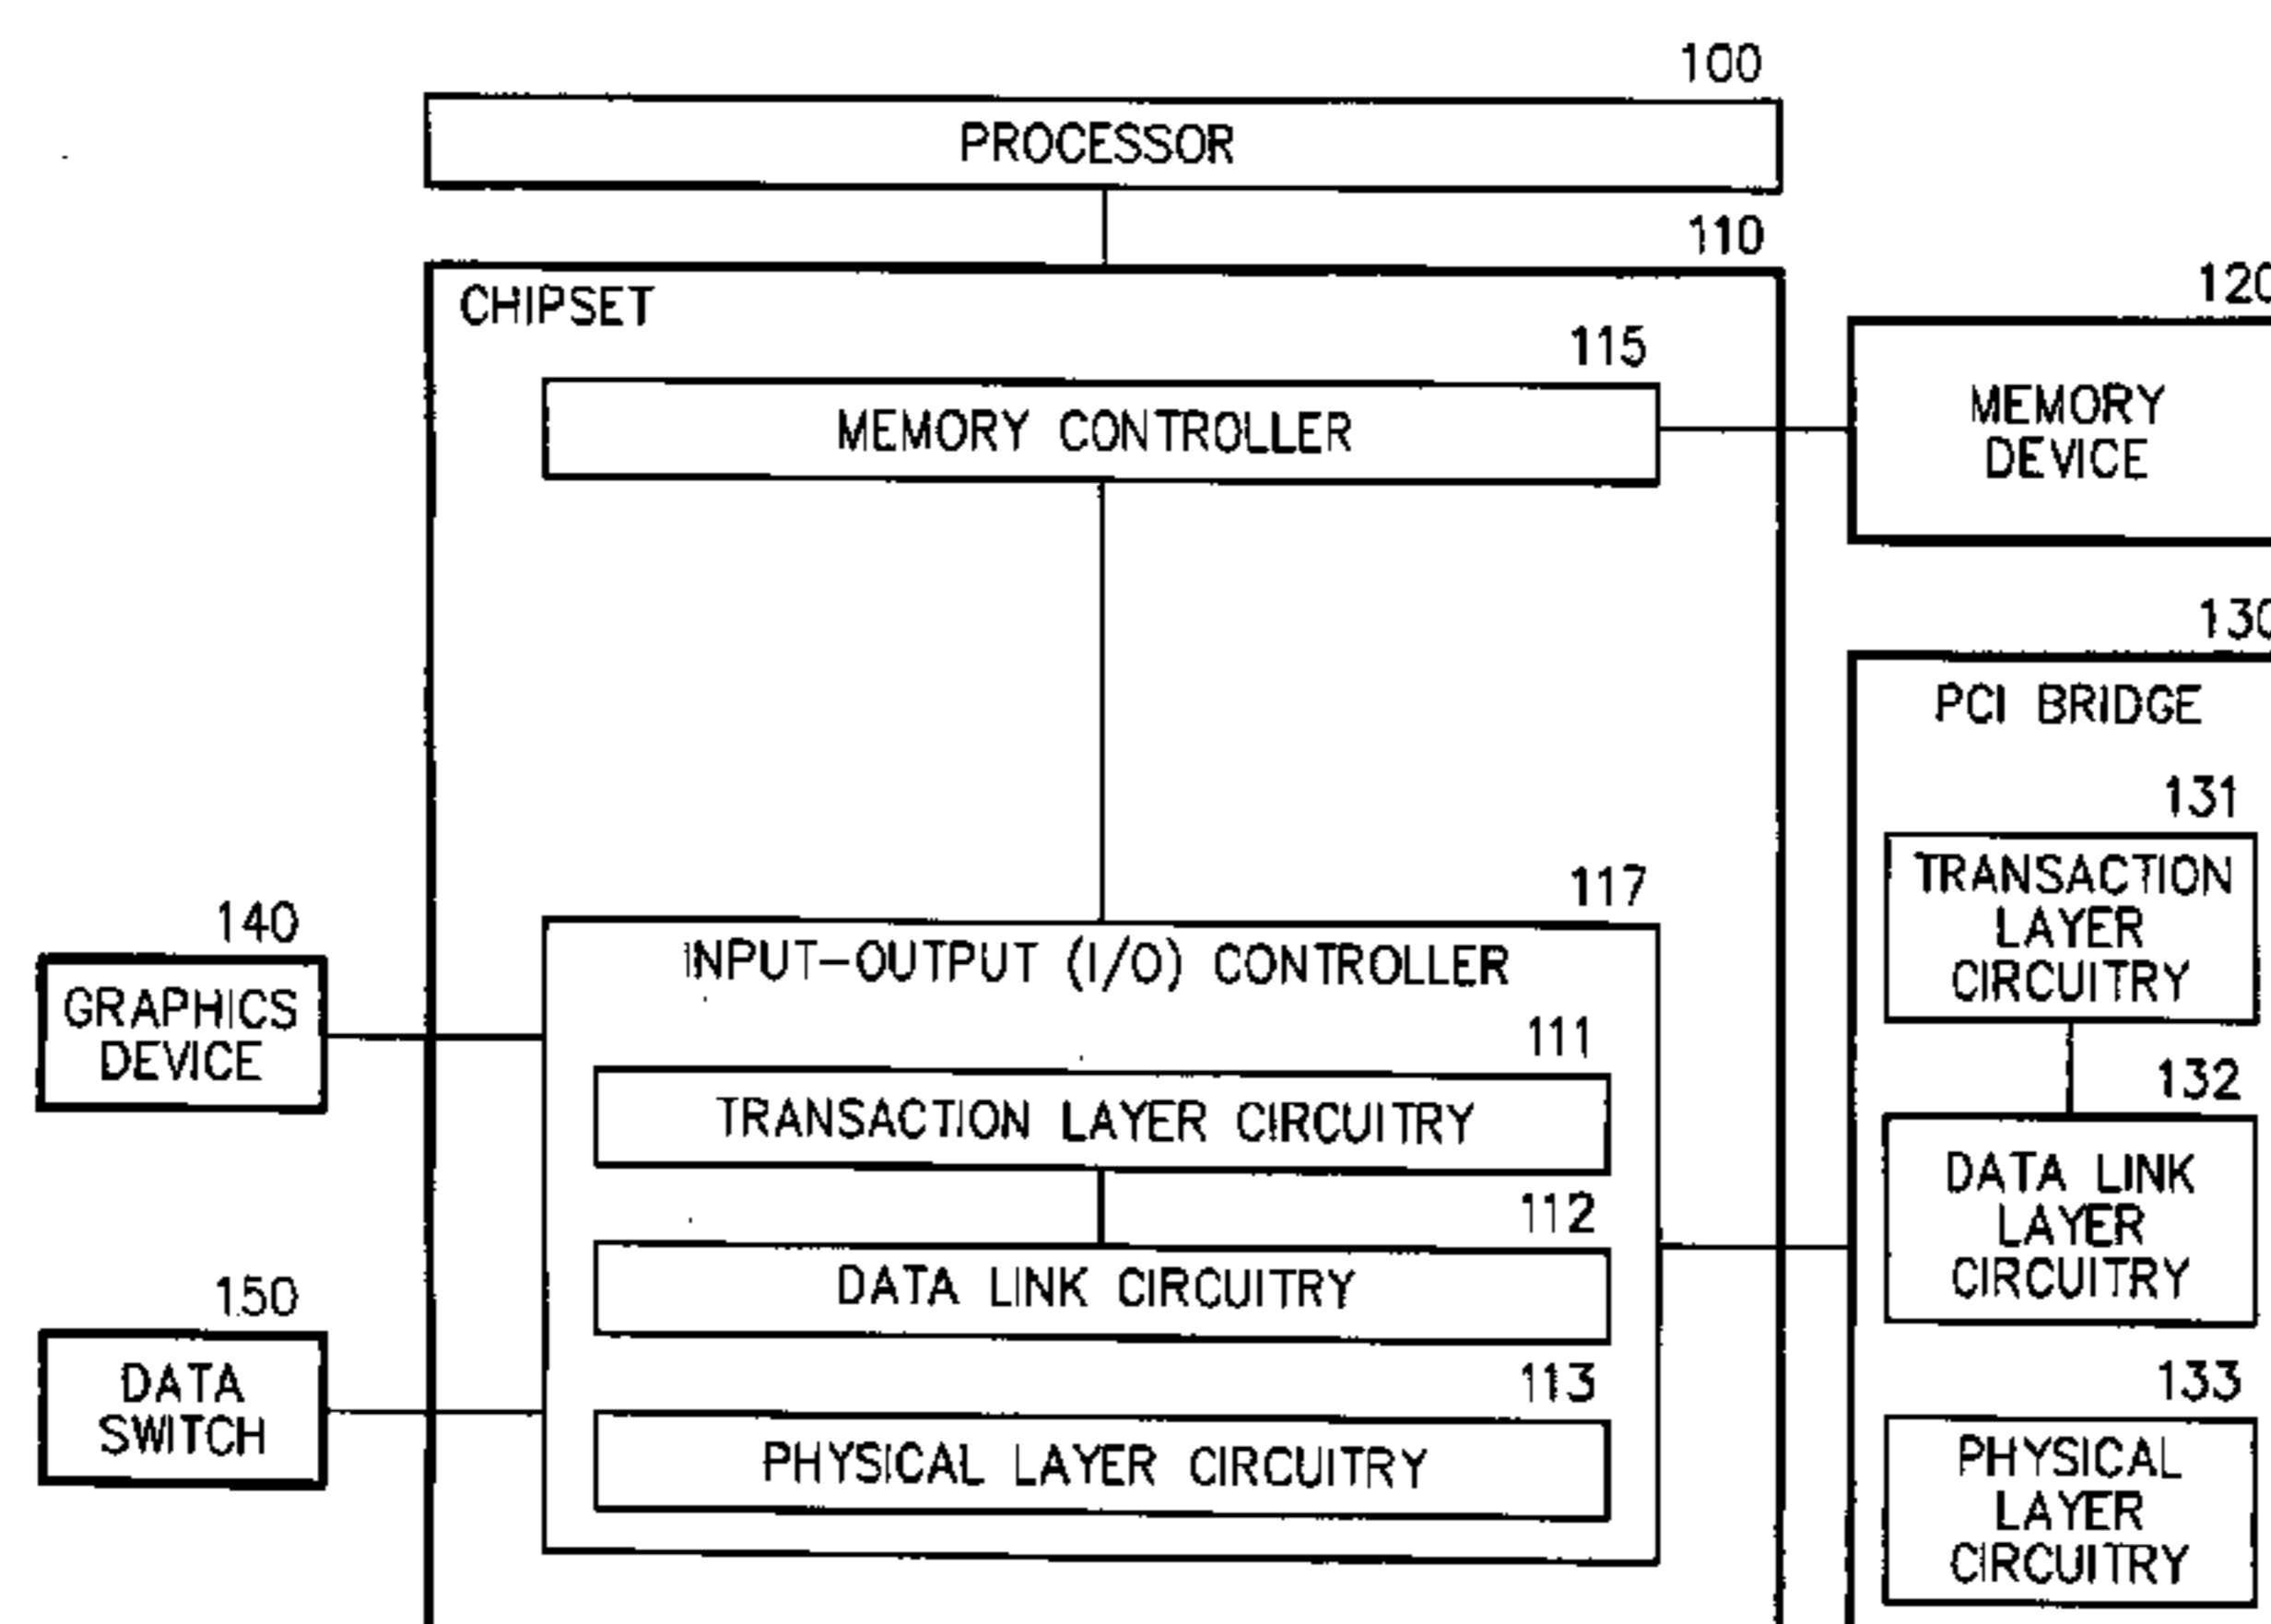 100
PROCESSOR
110
CHIPSET
115
MEMORY CONTROLLER
120
MEMORY
DEVICE
130
PCI BRIDGE
131
TRANSACTION
LAYER
CIRCUITRY
132
DATA LINK
LAYER
CIRCUITRY
133
PHYSICAL
LAYER
CIRCUITRY
117
INPUT-OUTPUT (I/O) CONTROLLER
111
TRANSACTION LAYER CIRCUITRY
112
DATA LINK CIRCUITRY
113
PHYSICAL LAYER CIRCUITRY
140
GRAPHICS
DEVICE
150
DATA
SWITCH